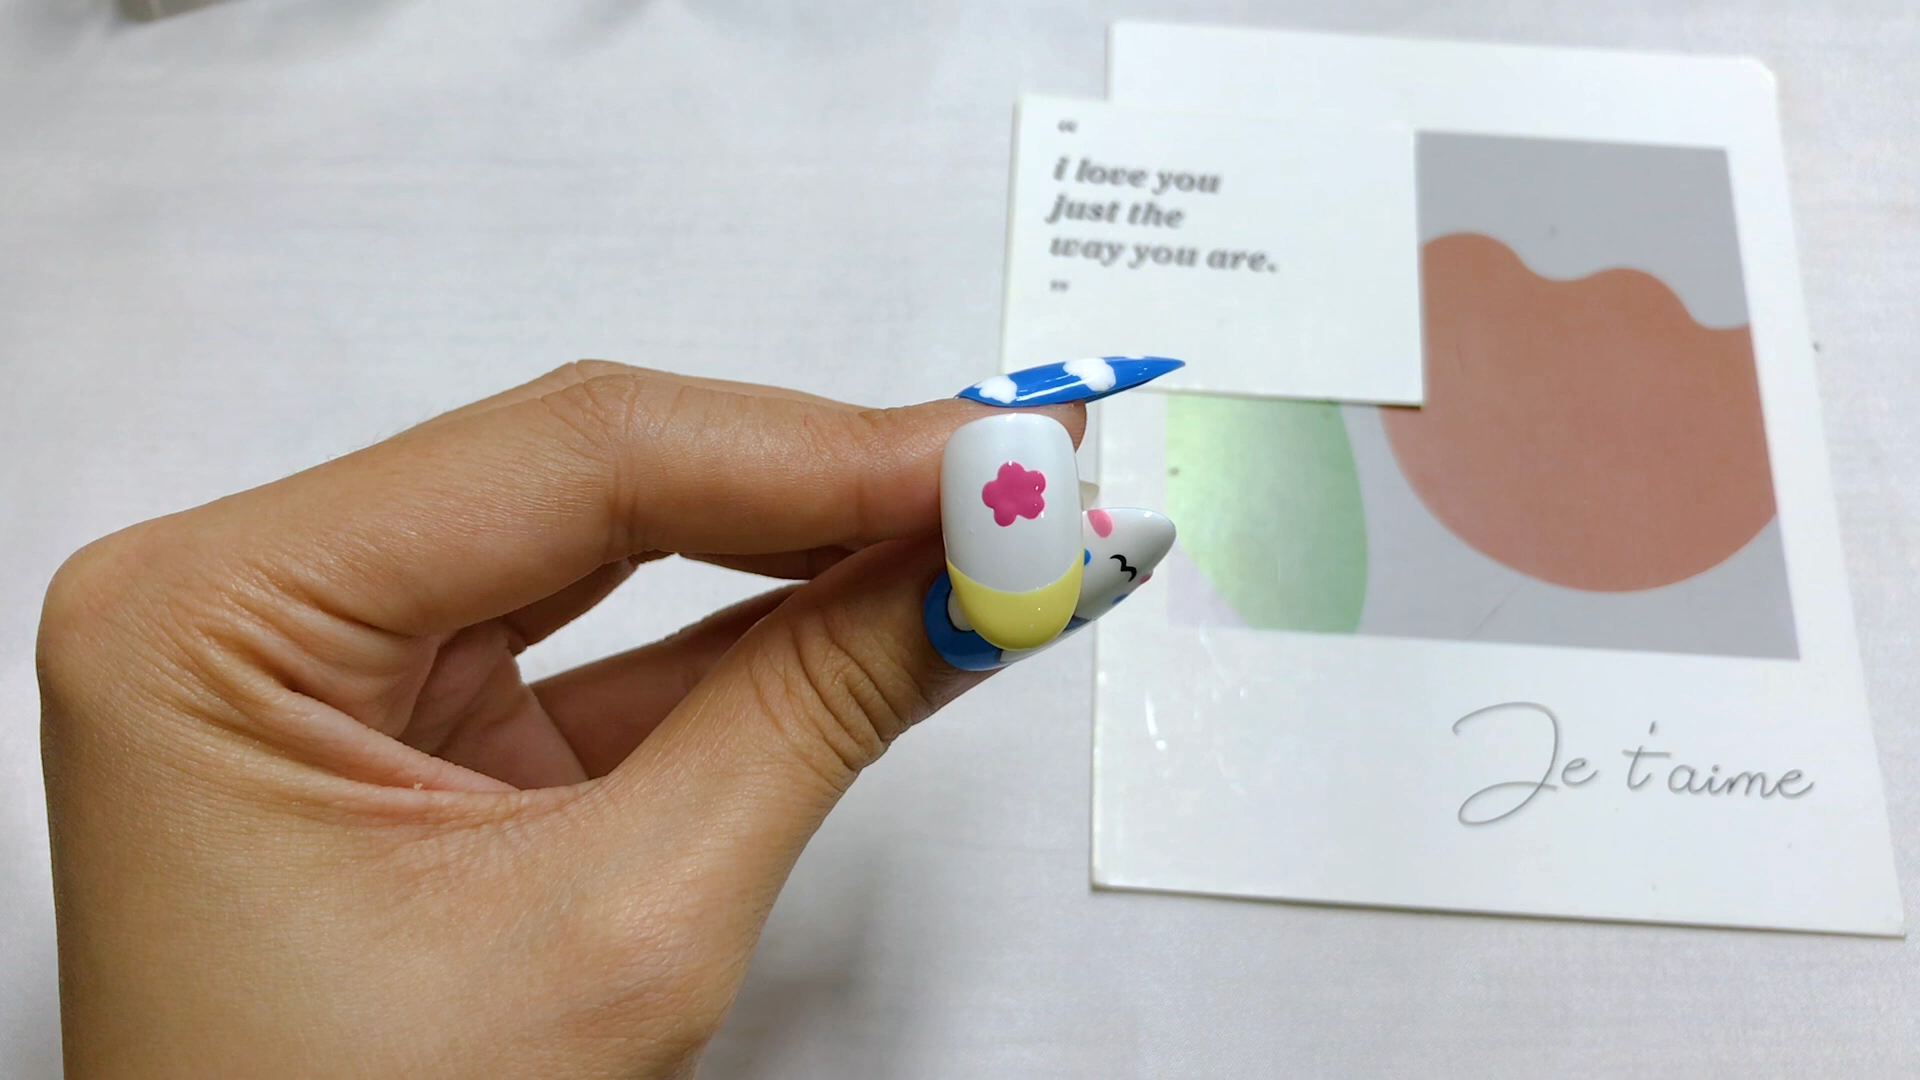 “
i love you
just the
way you are.
”
Je t'aime